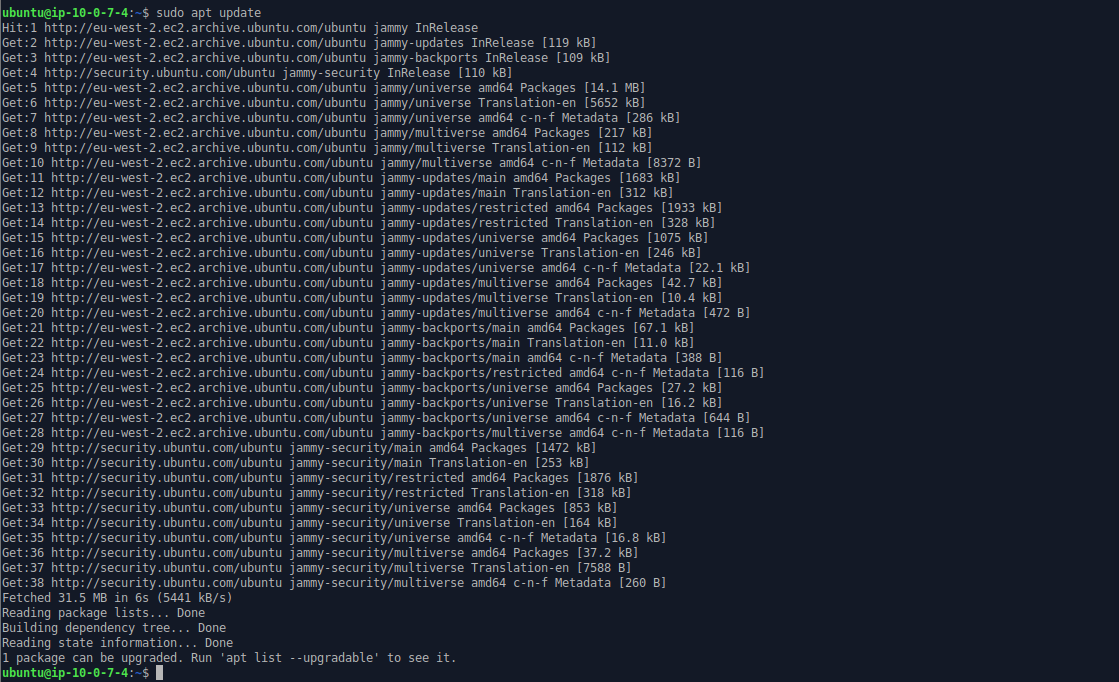 ubuntu@ip-10-0-7-4:~$ sudo apt update
Hit:1 http://eu-west-2.ec2.archive.ubuntu.com/ubuntu jammy InRelease
Get:2 http://eu-west-2.ec2.archive.ubuntu.com/ubuntu jammy-updates InRelease [119 kB]
Get:3 http://eu-west-2.ec2.archive.ubuntu.com/ubuntu jammy-backports InRelease [109 kB]
Get:4 http://security.ubuntu.com/ubuntu jammy-security InRelease [110 kB]
Get:5 http://eu-west-2.ec2.archive.ubuntu.com/ubuntu jammy/universe amd64 Packages [14.1 MB]
Get:6 http://eu-west-2.ec2.archive.ubuntu.com/ubuntu jammy/universe Translation-en [5652 kB]
Get:7 http://eu-west-2.ec2.archive.ubuntu.com/ubuntu jammy/universe amd64 c-n-f Metadata [286 kB]
Get:8 http://eu-west-2.ec2.archive.ubuntu.com/ubuntu jammy/multiverse amd64 Packages [217 kB]
Get:9 http://eu-west-2.ec2.archive.ubuntu.com/ubuntu jammy/multiverse Translation-en [112 kB]
Get:10 http://eu-west-2.ec2.archive.ubuntu.com/ubuntu jammy/multiverse amd64 c-n-f Metadata [8372 B]
Get:11 http://eu-west-2.ec2.archive.ubuntu.com/ubuntu jammy-updates/main amd64 Packages [1683 kB]
Get:12 http://eu-west-2.ec2.archive.ubuntu.com/ubuntu jammy-updates/main Translation-en [312 kB]
Get:13 http://eu-west-2.ec2.archive.ubuntu.com/ubuntu jammy-updates/restricted amd64 Packages [1933 kB]
Get:14 http://eu-west-2.ec2.archive.ubuntu.com/ubuntu jammy-updates/restricted Translation-en [328 kB]
Get:15 http://eu-west-2.ec2.archive.ubuntu.com/ubuntu jammy-updates/universe amd64 Packages [1075 kB]
Get:16 http://eu-west-2.ec2.archive.ubuntu.com/ubuntu jammy-updates/universe Translation-en [246 kB]
Get:17 http://eu-west-2.ec2.archive.ubuntu.com/ubuntu jammy-updates/universe amd64 c-n-f Metadata [22.1 kB]
Get:18 http://eu-west-2.ec2.archive.ubuntu.com/ubuntu jammy-updates/multiverse amd64 Packages [42.7 kB]
Get:19 http://eu-west-2.ec2.archive.ubuntu.com/ubuntu jammy-updates/multiverse Translation-en [10.4 kB]
Get:20 http://eu-west-2.ec2.archive.ubuntu.com/ubuntu jammy-updates/multiverse amd64 c-n-f Metadata [472 B]
Get:21 http://eu-west-2.ec2.archive.ubuntu.com/ubuntu jammy-backports/main amd64 Packages [67.1 kB]
Get:22 http://eu-west-2.ec2.archive.ubuntu.com/ubuntu jammy-backports/main Translation-en [11.0 kB]
Get:23 http://eu-west-2.ec2.archive.ubuntu.com/ubuntu jammy-backports/main amd64 c-n-f Metadata [388 B]
Get:24 http://eu-west-2.ec2.archive.ubuntu.com/ubuntu jammy-backports/restricted amd64 c-n-f Metadata [116 B]
Get:25 http://eu-west-2.ec2.archive.ubuntu.com/ubuntu jammy-backports/universe amd64 Packages [27.2 kB]
Get:26 http://eu-west-2.ec2.archive.ubuntu.com/ubuntu jammy-backports/universe Translation-en [16.2 kB]
Get:27 http://eu-west-2.ec2.archive.ubuntu.com/ubuntu jammy-backports/universe amd64 c-n-f Metadata [644 B]
Get:28 http://eu-west-2.ec2.archive.ubuntu.com/ubuntu jammy-backports/multiverse amd64 c-n-f Metadata [116 B]
Get:29 http://security.ubuntu.com/ubuntu jammy-security/main amd64 Packages [1472 kB]
Get:30 http://security.ubuntu.com/ubuntu jammy-security/main Translation-en [253 kB]
Get:31 http://security.ubuntu.com/ubuntu jammy-security/restricted amd64 Packages [1876 kB]
Get:32 http://security.ubuntu.com/ubuntu jammy-security/restricted Translation-en [318 kB]
Get:33 http://security.ubuntu.com/ubuntu jammy-security/universe amd64 Packages [853 kB]
Get:34 http://security.ubuntu.com/ubuntu jammy-security/universe Translation-en [164 kB]
Get:35 http://security.ubuntu.com/ubuntu jammy-security/universe amd64 c-n-f Metadata [16.8 kB]
Get:36 http://security.ubuntu.com/ubuntu jammy-security/multiverse amd64 Packages [37.2 kB]
Get:37 http://security.ubuntu.com/ubuntu jammy-security/multiverse Translation-en [7588 B]
Get:38 http://security.ubuntu.com/ubuntu jammy-security/multiverse amd64 c-n-f Metadata [260 B]
Fetched 31.5 MB in 6s (5441 kB/s)
Reading package lists... Done
Building dependency tree... Done
Reading state information... Done
1 package can be upgraded. Run 'apt list --upgradable' to see it.
ubuntu@ip-10-0-7-4:~$